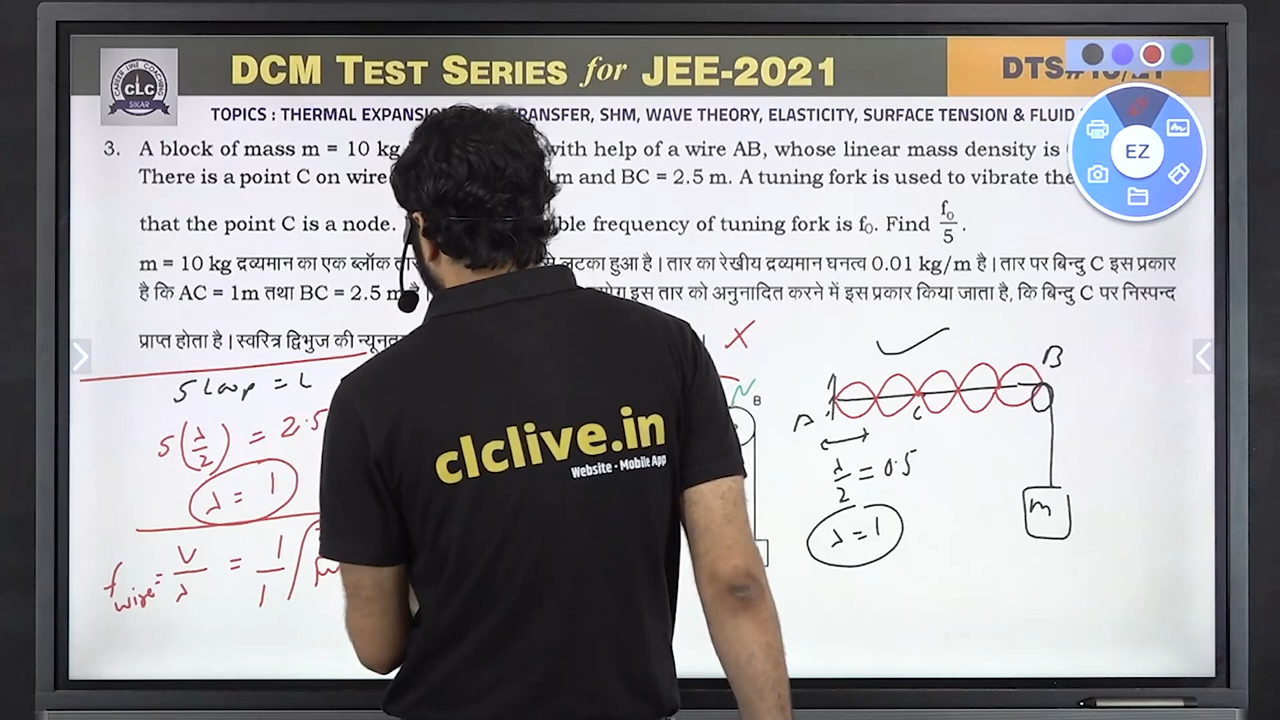 DCM TEST SERIES for JEE-2021
CAREER LINE COACHING
CLC
SIKAR
TOPICS : THERMAL EXPANSION TRANSFER, SHM, WAVE THEORY, ELASTICITY, SURFACE TENSION & FLUID
3. A block of mass m = 10 kg with help of a wire AB, whose linear mass density is
There is a point C on wire m and BC = 2.5 m. A tuning fork is used to vibrate the
that the point C is a node. frequency of tuning fork is f₀. Find f₀/5.
EZ
m = 10 kg द्रव्यमान का एक ब्लॉक लटका हुआ है। तार का रेखीय द्रव्यमान घनत्व 0.01 kg/m है। तार पर बिन्दु C इस प्रकार
है कि AC = 1m तथा BC = 2.5 m है। इस तार को अनुनादित करने में इस प्रकार किया जाता है, कि बिन्दु C पर निस्पन्द
प्राप्त होता है। स्वरित्र द्विभुज की
5 Loop = L
5(λ/2) = 2.5
λ = 1
f wire = v/λ = 1/1
B
A
C
B
λ/2 = 0.5
λ = 1
m
clclive.in
Website - Mobile App